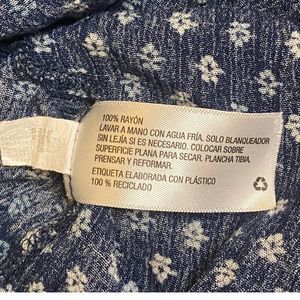 100% RAYÓN
LAVAR A MANO CON AGUA FRÍA. SOLO BLANQUEADOR
SIN LEJÍA SI ES NECESARIO. COLOCAR SOBRE
SUPERFICIE PLANA PARA SECAR. PLANCHA TIBIA.
PRENSAR Y REFORMAR.
ETIQUETA ELABORADA CON PLÁSTICO
100 % RECICLADO